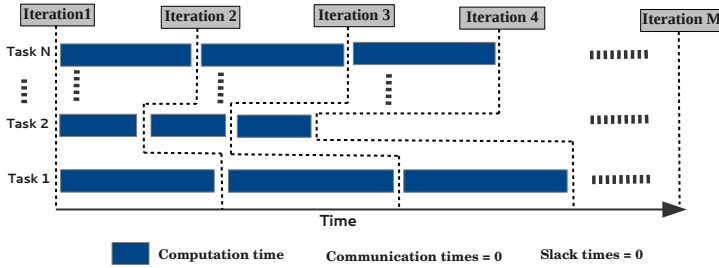 Iteration1 Iteration 2 Iteration 3 Iteration 4 Iteration M
Task N
Task 2
Task 1
Time
Computation time Communication times = 0 Slack times = 0